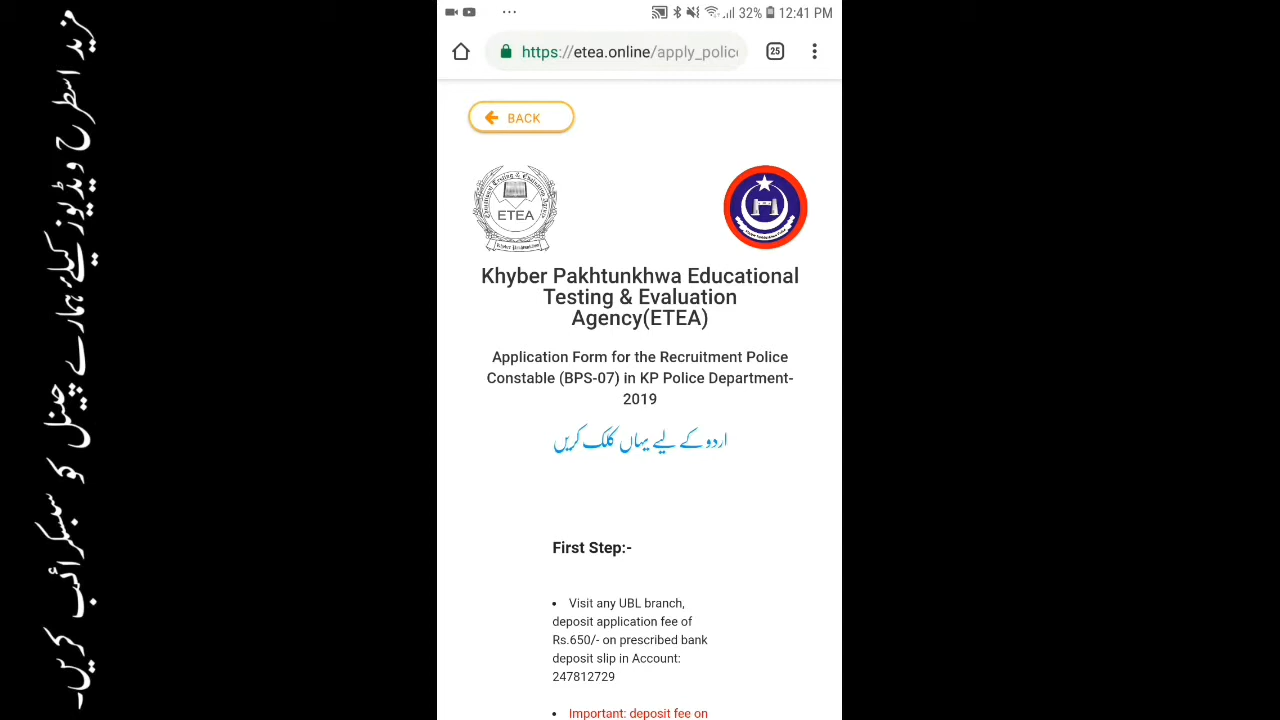 مزید اسطرح ویڈیوز کیلئے ہمارے چینل کو سبسکرائب کریں۔
32% 12:41 PM
https://etea.online/apply_police
25
BACK
ETEA
Khyber Pakhtunkhwa Educational
Testing & Evaluation
Agency(ETEA)
Application Form for the Recruitment Police
Constable (BPS-07) in KP Police Department-
2019
اردو کے لیے یہاں کلک کریں
First Step:-
• Visit any UBL branch,
deposit application fee of
Rs.650/- on prescribed bank
deposit slip in Account:
247812729
• Important: deposit fee on